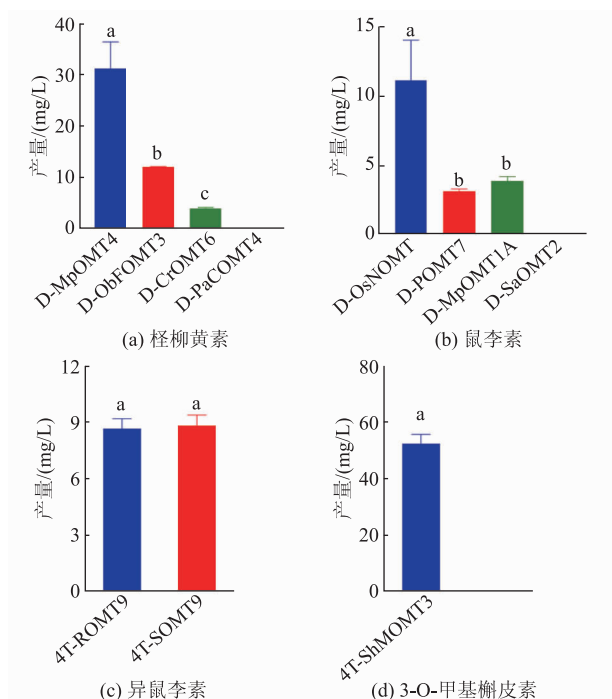 产量/(mg/L)
40
30
20
10
0
a
b
c
D-MpOMT4
D-ObFOMT3
D-CrOMT6
D-PaCOMT4
(a) 柽柳黄素
产量/(mg/L)
15
10
5
0
a
b
b
D-OsNOMT
D-POMT7
D-MpOMT1A
D-SaOMT2
(b) 鼠李素
产量/(mg/L)
12
9
6
3
0
a
a
4T-ROMT9
4T-SOMT9
(c) 异鼠李素
产量/(mg/L)
80
60
40
20
0
a
4T-ShMOMT3
(d) 3-O-甲基槲皮素